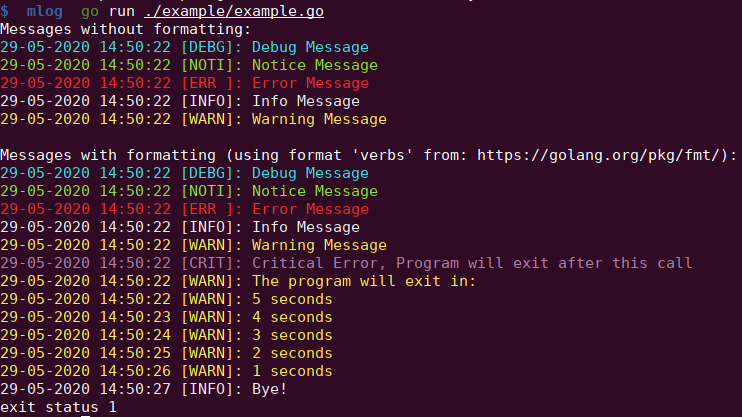 $  mlog  go run ./example/example.go
Messages without formatting:
29-05-2020 14:50:22 [DEBG]: Debug Message
29-05-2020 14:50:22 [NOTI]: Notice Message
29-05-2020 14:50:22 [ERR ]: Error Message
29-05-2020 14:50:22 [INFO]: Info Message
29-05-2020 14:50:22 [WARN]: Warning Message

Messages with formatting (using format 'verbs' from: https://golang.org/pkg/fmt/):
29-05-2020 14:50:22 [DEBG]: Debug Message
29-05-2020 14:50:22 [NOTI]: Notice Message
29-05-2020 14:50:22 [ERR ]: Error Message
29-05-2020 14:50:22 [INFO]: Info Message
29-05-2020 14:50:22 [WARN]: Warning Message
29-05-2020 14:50:22 [CRIT]: Critical Error, Program will exit after this call
29-05-2020 14:50:22 [WARN]: The program will exit in:
29-05-2020 14:50:22 [WARN]: 5 seconds
29-05-2020 14:50:23 [WARN]: 4 seconds
29-05-2020 14:50:24 [WARN]: 3 seconds
29-05-2020 14:50:25 [WARN]: 2 seconds
29-05-2020 14:50:26 [WARN]: 1 seconds
29-05-2020 14:50:27 [INFO]: Bye!
exit status 1